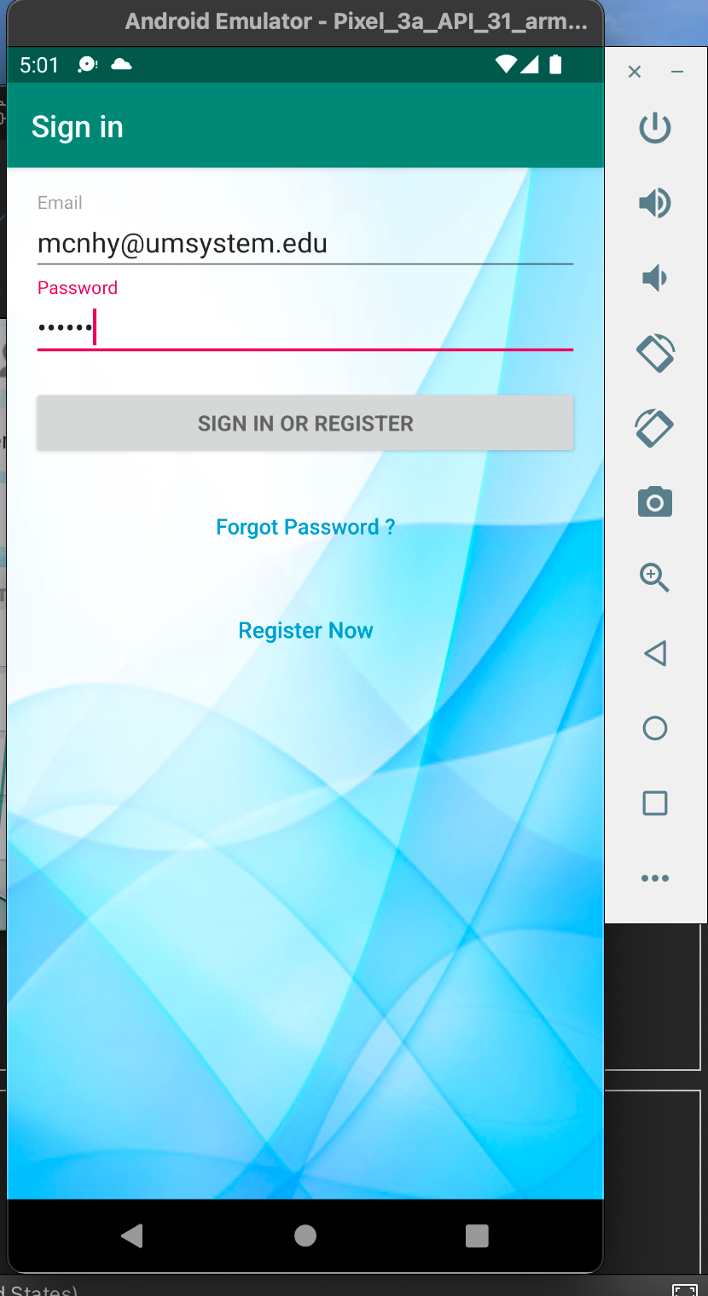 Android Emulator - Pixel_3a_API_31_arm...
5:01
Sign in
Email
mcnhy@umsystem.edu
Password
••••••
SIGN IN OR REGISTER
Forgot Password ?
Register Now
d States)